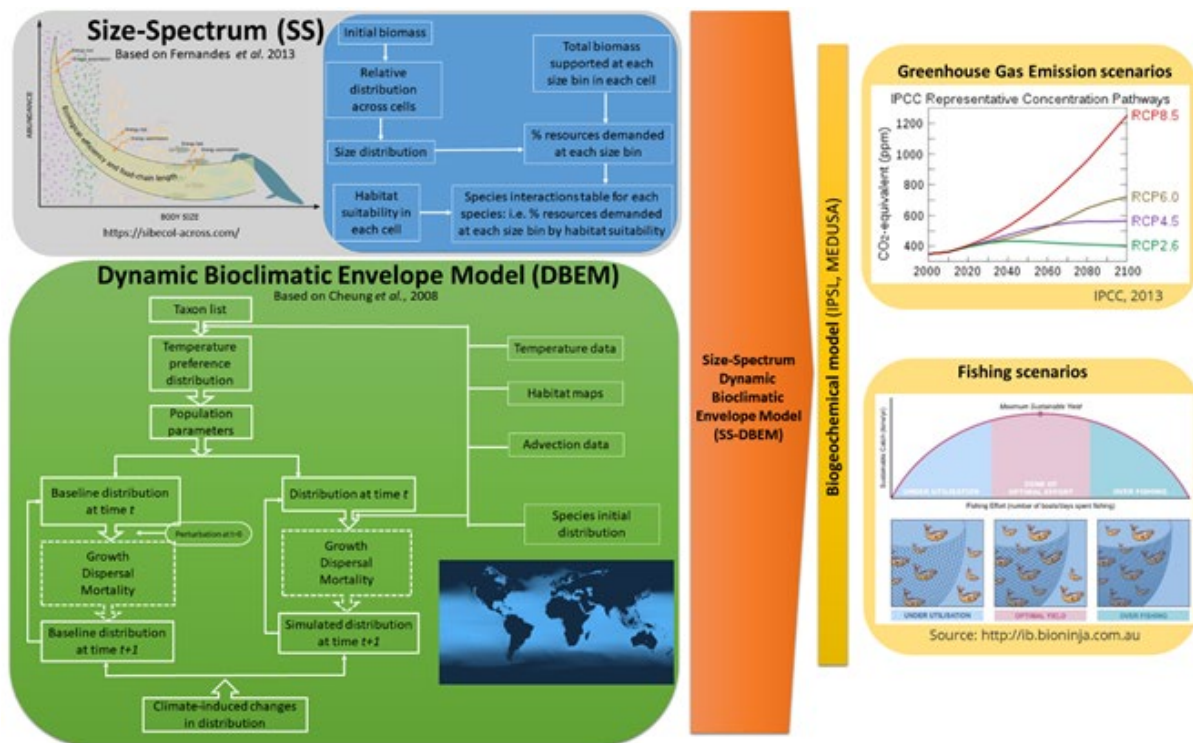 Size-Spectrum (SS)
Based on Fernandes et al. 2013
ABUNDANCE
Ecological efficiency and food-chain length
BODY SIZE
https://sibecol-across.com/
Initial biomass
Relative
distribution
across cells
Size distribution
Habitat
suitability in
each cell
Total biomass
supported at each
size bin in each cell
% resources demanded
at each size bin
Species interactions table for each
species: i.e. % resources demanded
at each size bin by habitat suitability
Dynamic Bioclimatic Envelope Model (DBEM)
Based on Cheung et al., 2008
Taxon list
Temperature
preference
distribution
Population
parameters
Baseline distribution
at time t
Perturbation at t=0
Growth
Dispersal
Mortality
Baseline distribution
at time t+1
Distribution at time t
Growth
Dispersal
Mortality
Simulated distribution
at time t+1
Climate-induced changes
in distribution
Temperature data
Habitat maps
Advection data
Species initial
distribution
Size-Spectrum
Dynamic
Bioclimatic
Envelope Model
(SS-DBEM)
Biogeochemical model (IPSL, MEDUSA)
Greenhouse Gas Emission scenarios
IPCC Representative Concentration Pathways
CO2-equivalent (ppm)
1200
1000
800
600
400
2000 2020 2040 2060 2080 2100
RCP8.5
RCP6.0
RCP4.5
RCP2.6
IPCC, 2013
Fishing scenarios
Maximum Sustainable Yield
UNDER UTILISATION
ZONE OF
OPTIMAL EFFORT
OVER FISHING
Fishing Effort (number of boats/days spent fishing)
UNDER UTILISATION
OPTIMAL YIELD
OVER FISHING
Source: http://ib.bioninja.com.au